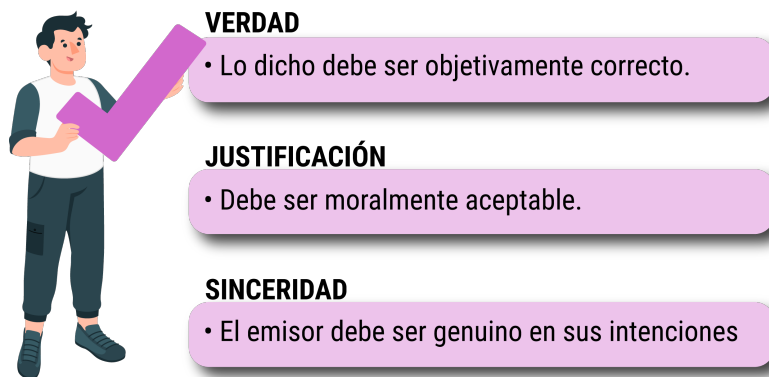 VERDAD
• Lo dicho debe ser objetivamente correcto.
JUSTIFICACIÓN
• Debe ser moralmente aceptable.
SINCERIDAD
• El emisor debe ser genuino en sus intenciones